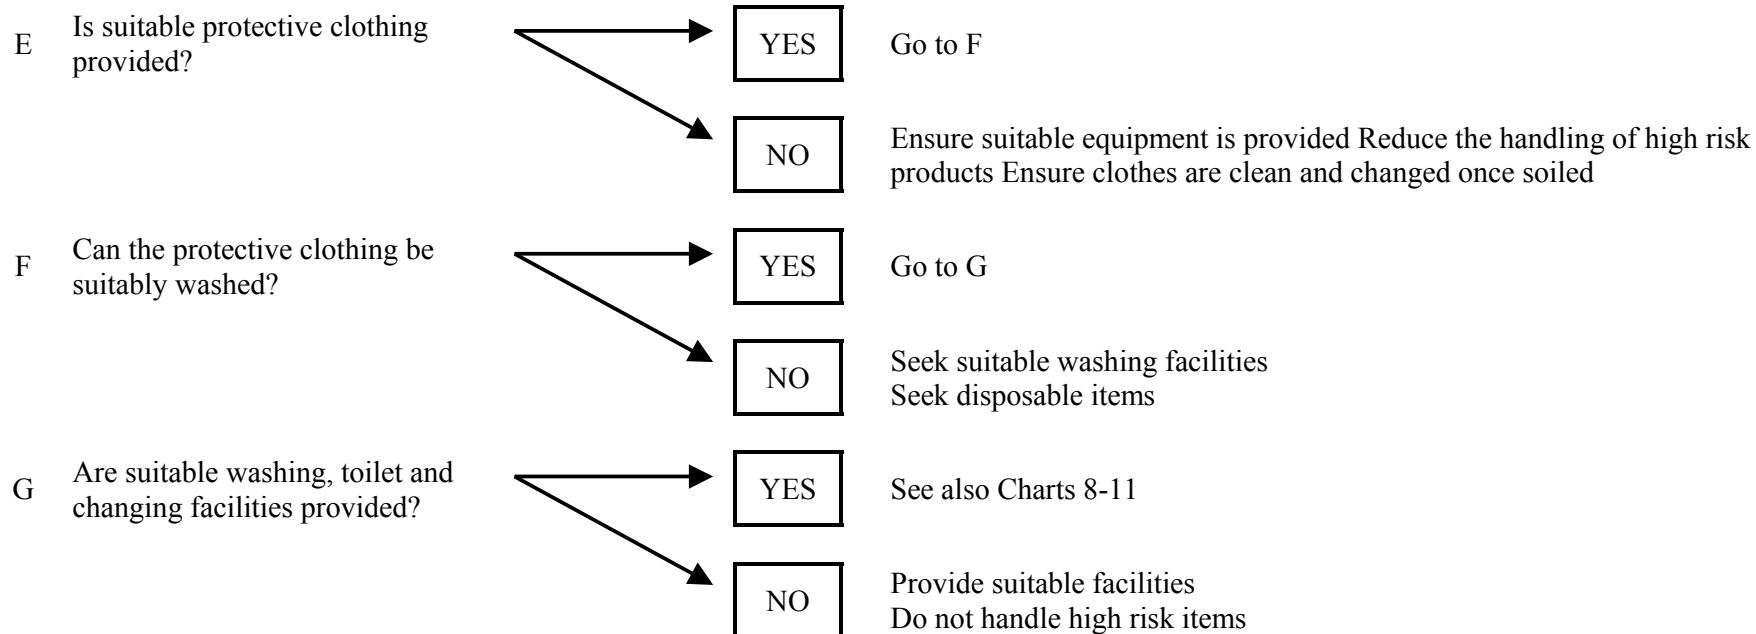 E
Is suitable protective clothing
provided?
YES
Go to F
NO
Ensure suitable equipment is provided Reduce the handling of high risk
products Ensure clothes are clean and changed once soiled
F
Can the protective clothing be
suitably washed?
YES
Go to G
NO
Seek suitable washing facilities
Seek disposable items
G
Are suitable washing, toilet and
changing facilities provided?
YES
See also Charts 8-11
NO
Provide suitable facilities
Do not handle high risk items